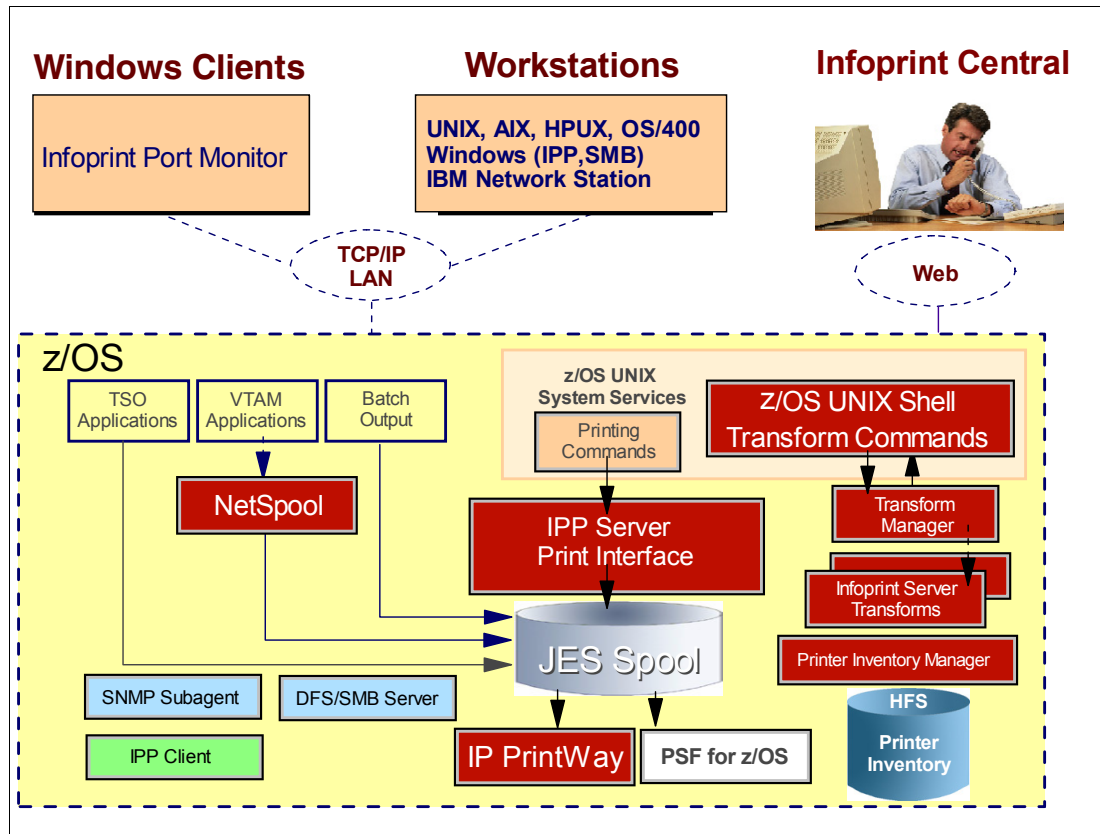 Windows Clients
Workstations
Infoprint Central
Infoprint Port Monitor
UNIX, AIX, HPUX, OS/400
Windows (IPP,SMB)
IBM Network Station
TCP/IP
LAN
Web
z/OS
TSO
Applications
VTAM
Applications
Batch
Output
z/OS UNIX
System Services
Printing
Commands
z/OS UNIX Shell
Transform Commands
NetSpool
IPP Server
Print Interface
Transform
Manager
Infoprint Server
Transforms
JES Spool
Printer Inventory Manager
SNMP Subagent
DFS/SMB Server
HFS
Printer
Inventory
IPP Client
IP PrintWay
PSF for z/OS